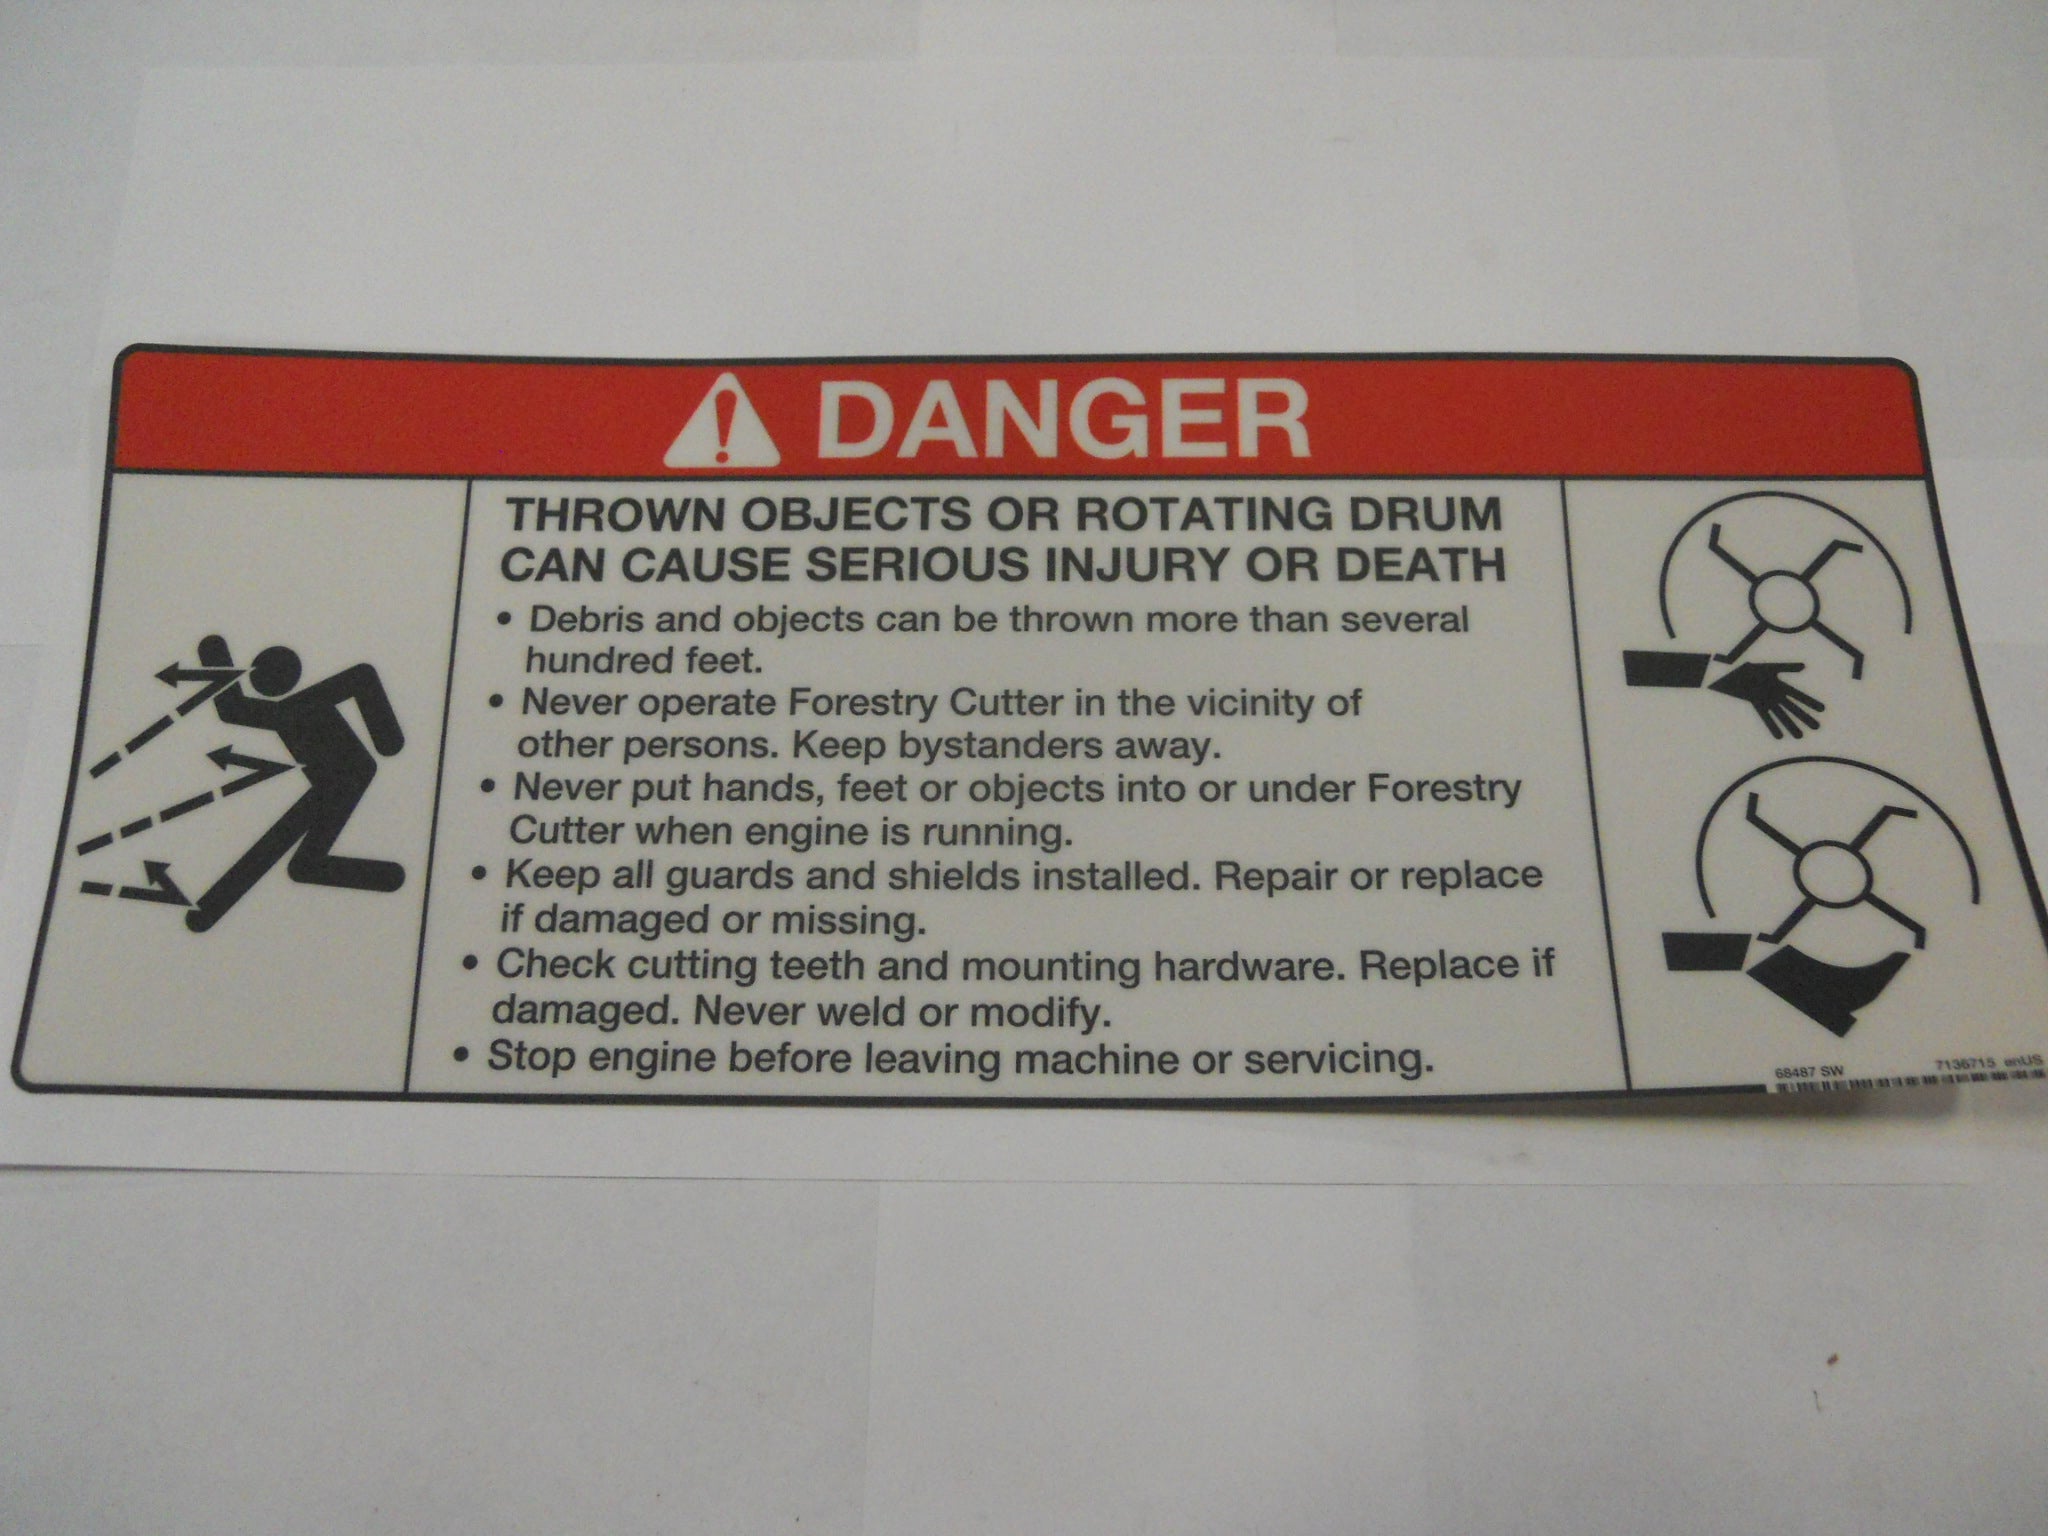 DANGER
THROWN OBJECTS OR ROTATING DRUM
CAN CAUSE SERIOUS INJURY OR DEATH
• Debris and objects can be thrown more than several
hundred feet.
• Never operate Forestry Cutter in the vicinity of
other persons. Keep bystanders away.
• Never put hands, feet or objects into or under Forestry
Cutter when engine is running.
• Keep all guards and shields installed. Repair or replace
if damaged or missing.
• Check cutting teeth and mounting hardware. Replace if
damaged. Never weld or modify.
• Stop engine before leaving machine or servicing.
68487 SW 7136715 enUS